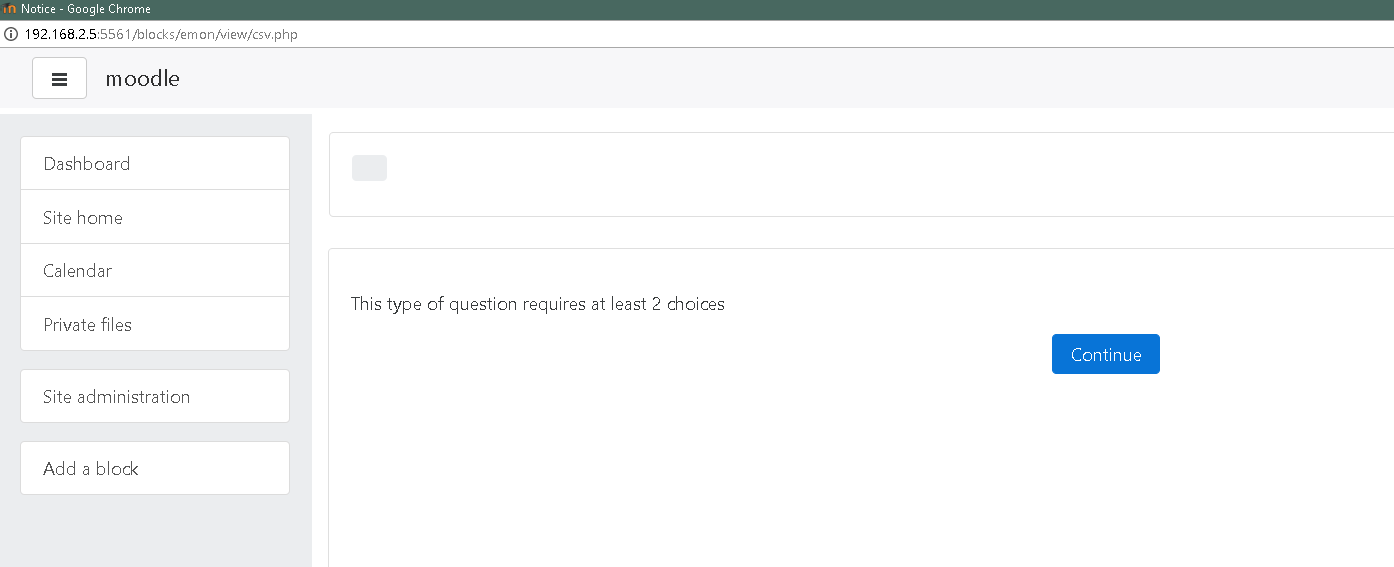 Notice - Google Chrome
192.168.2.5:5561/blocks/emon/view/csv.php
moodle
Dashboard
Site home
Calendar
Private files
Site administration
Add a block
This type of question requires at least 2 choices
Continue